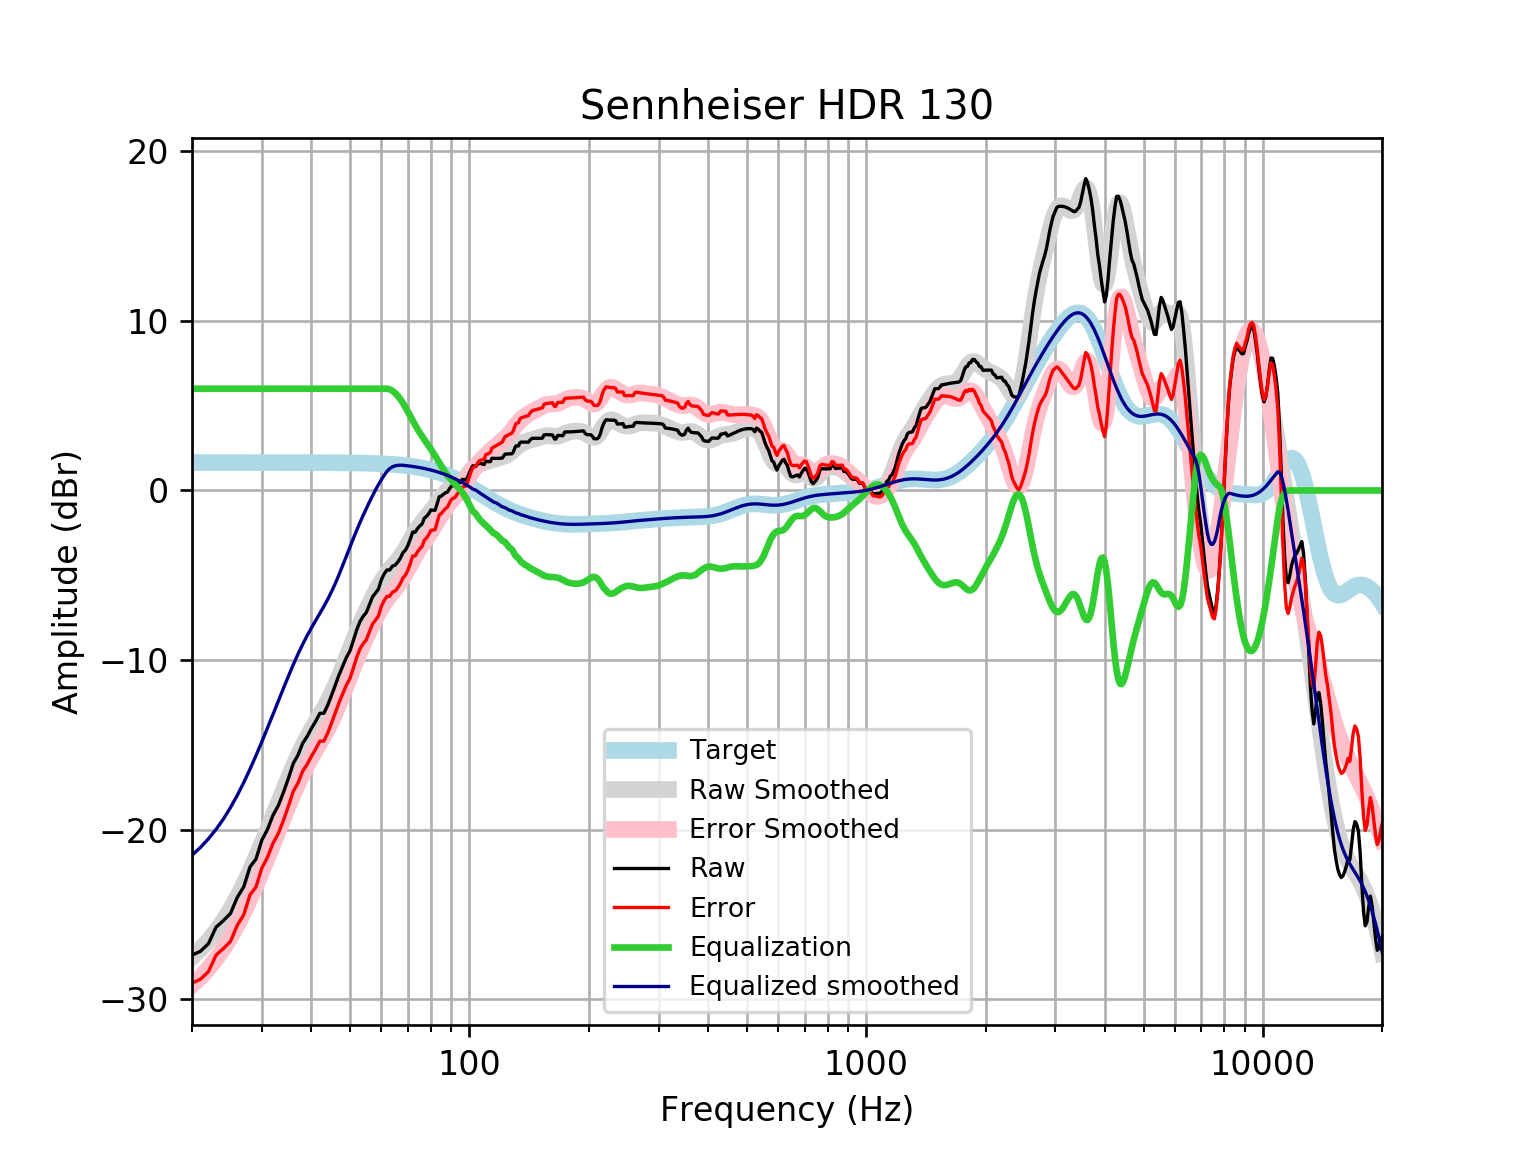 Sennheiser HDR 130
20
10
0
−10
−20
−30
Amplitude (dBr)
Target
Raw Smoothed
Error Smoothed
Raw
Error
Equalization
Equalized smoothed
100
1000
10000
Frequency (Hz)